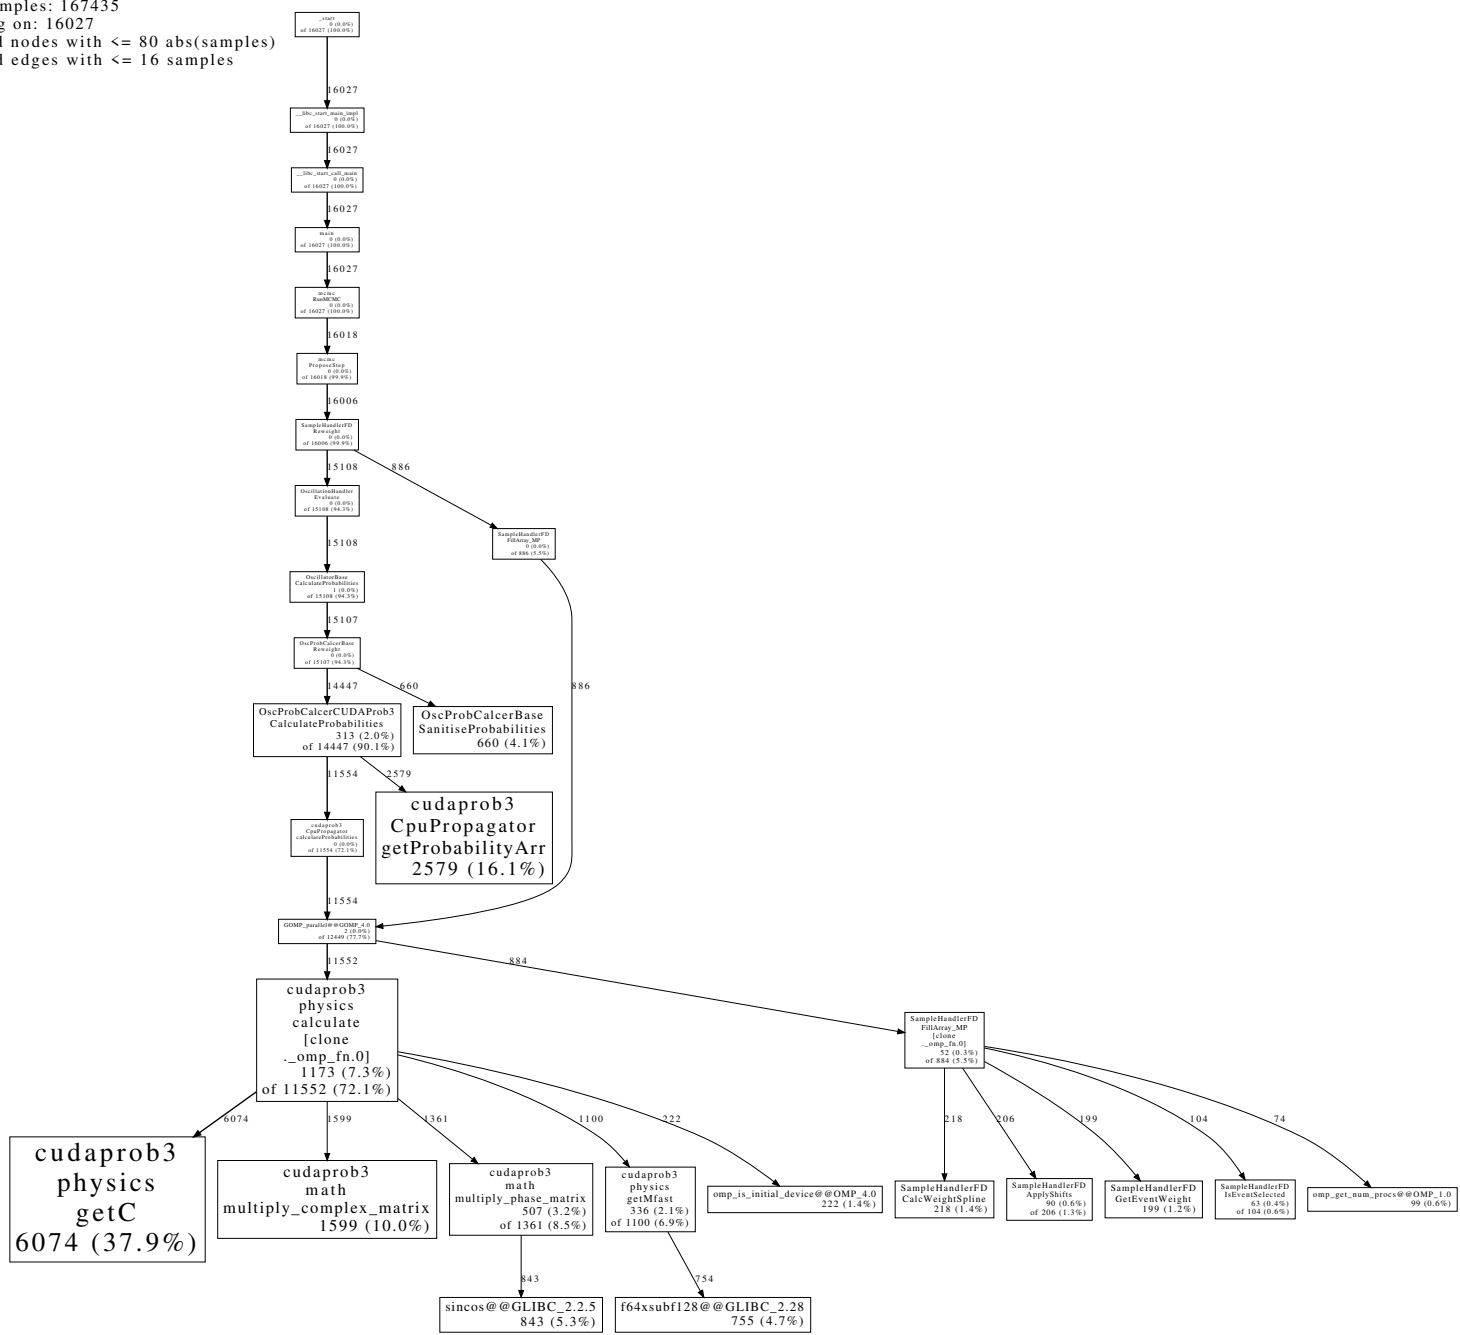 mples: 167435
g on: 16027
d nodes with <= 80 abs(samples)
d edges with <= 16 samples
_start
0 (0.0%)
of 16027 (100.0%)
16027
__libc_start_main_impl
0 (0.0%)
of 16027 (100.0%)
16027
__libc_start_call_main
0 (0.0%)
of 16027 (100.0%)
16027
main
0 (0.0%)
of 16027 (100.0%)
16027
mcmc
RunMCMC
0 (0.0%)
of 16027 (100.0%)
16018
mcmc
ProposeStep
0 (0.0%)
of 16018 (99.9%)
16006
SampleHandlerFD
Reweight
0 (0.0%)
of 16006 (99.9%)
15108
886
OscillationHandler
Evaluate
0 (0.0%)
of 15108 (94.3%)
SampleHandlerFD
FillArray_MP
0 (0.0%)
of 886 (5.5%)
15108
OscillatorBase
CalculateProbabilities
1 (0.0%)
of 15108 (94.3%)
15107
OscProbCalcerBase
Reweight
0 (0.0%)
of 15107 (94.3%)
14447
660
886
OscProbCalcerCUDAProb3
CalculateProbabilities
313 (2.0%)
of 14447 (90.1%)
OscProbCalcerBase
SanitiseProbabilities
660 (4.1%)
11554
2579
cudaprob3
CpuPropagator
calculateProbabilities
0 (0.0%)
of 11554 (72.1%)
cudaprob3
CpuPropagator
getProbabilityArr
2579 (16.1%)
11554
GOMP_parallel@@GOMP_4.0
2 (0.0%)
of 12449 (77.7%)
11552
884
cudaprob3
physics
calculate
[clone
._omp_fn.0]
1173 (7.3%)
of 11552 (72.1%)
SampleHandlerFD
FillArray_MP
[clone
._omp_fn.0]
52 (0.3%)
of 884 (5.5%)
6074
1599
1361
1100
222
218
206
199
104
74
cudaprob3
physics
getC
6074 (37.9%)
cudaprob3
math
multiply_complex_matrix
1599 (10.0%)
cudaprob3
math
multiply_phase_matrix
507 (3.2%)
of 1361 (8.5%)
cudaprob3
physics
getMfast
336 (2.1%)
of 1100 (6.9%)
omp_is_initial_device@@OMP_4.0
222 (1.4%)
SampleHandlerFD
CalcWeightSpline
218 (1.4%)
SampleHandlerFD
ApplyShifts
90 (0.6%)
of 206 (1.3%)
SampleHandlerFD
GetEventWeight
199 (1.2%)
SampleHandlerFD
IsEventSelected
63 (0.4%)
of 104 (0.6%)
omp_get_num_procs@@OMP_1.0
99 (0.6%)
843
754
sincos@@GLIBC_2.2.5
843 (5.3%)
f64xsubf128@@GLIBC_2.28
755 (4.7%)